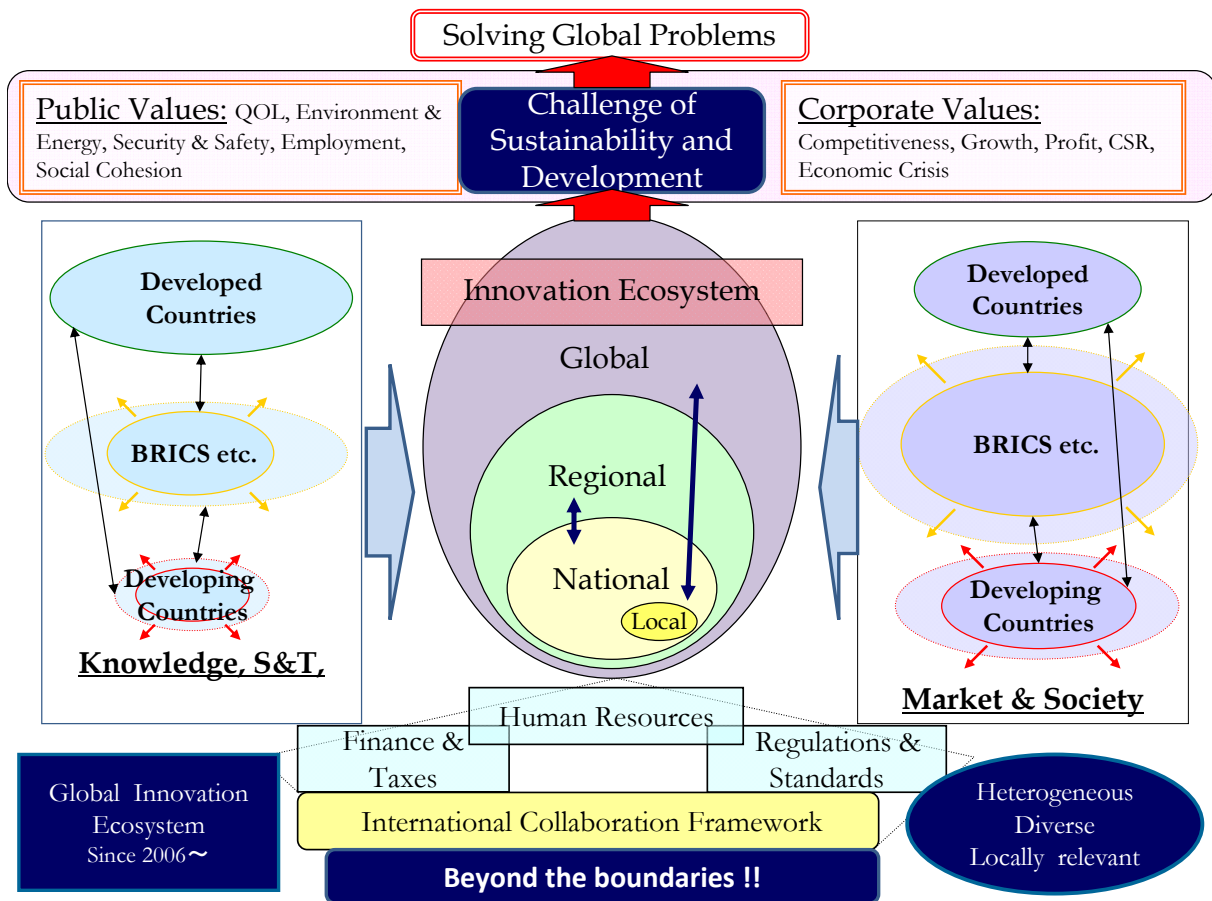 Solving Global Problems
Public Values: QOL, Environment &
Energy, Security & Safety, Employment,
Social Cohesion
Challenge of
Sustainability and
Development
Corporate Values:
Competitiveness, Growth, Profit, CSR,
Economic Crisis
Developed
Countries
BRICS etc.
Developing
Countries
Knowledge, S&T,
Innovation Ecosystem
Global
Regional
National
Local
Developed
Countries
BRICS etc.
Developing
Countries
Market & Society
Human Resources
Finance &
Taxes
Regulations &
Standards
International Collaboration Framework
Beyond the boundaries !!
Global Innovation
Ecosystem
Since 2006~
Heterogeneous
Diverse
Locally relevant